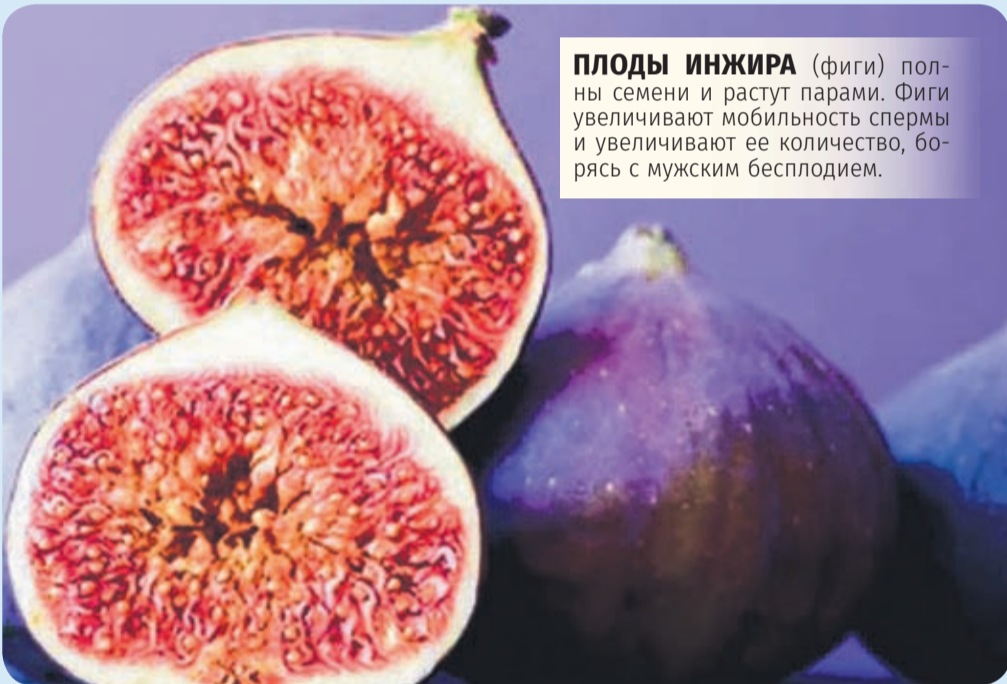 ПЛОДЫ ИНЖИРА (фиги) пол-
ны семени и растут парами. Фиги
увеличивают мобильность спермы
и увеличивают ее количество, бо-
рясь с мужским бесплодием.